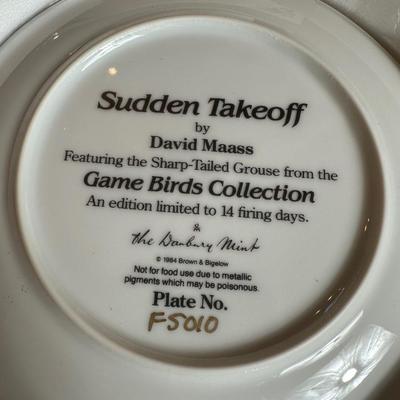 Sudden Takeoff
by
David Maass
Featuring the Sharp-Tailed Grouse from the
Game Birds Collection
An edition limited to 14 firing days.
&
the Danbury Mint
© 1984 Brown & Bigelow
Not for food use due to metallic
pigments which may be poisonous.
Plate No.
F5010